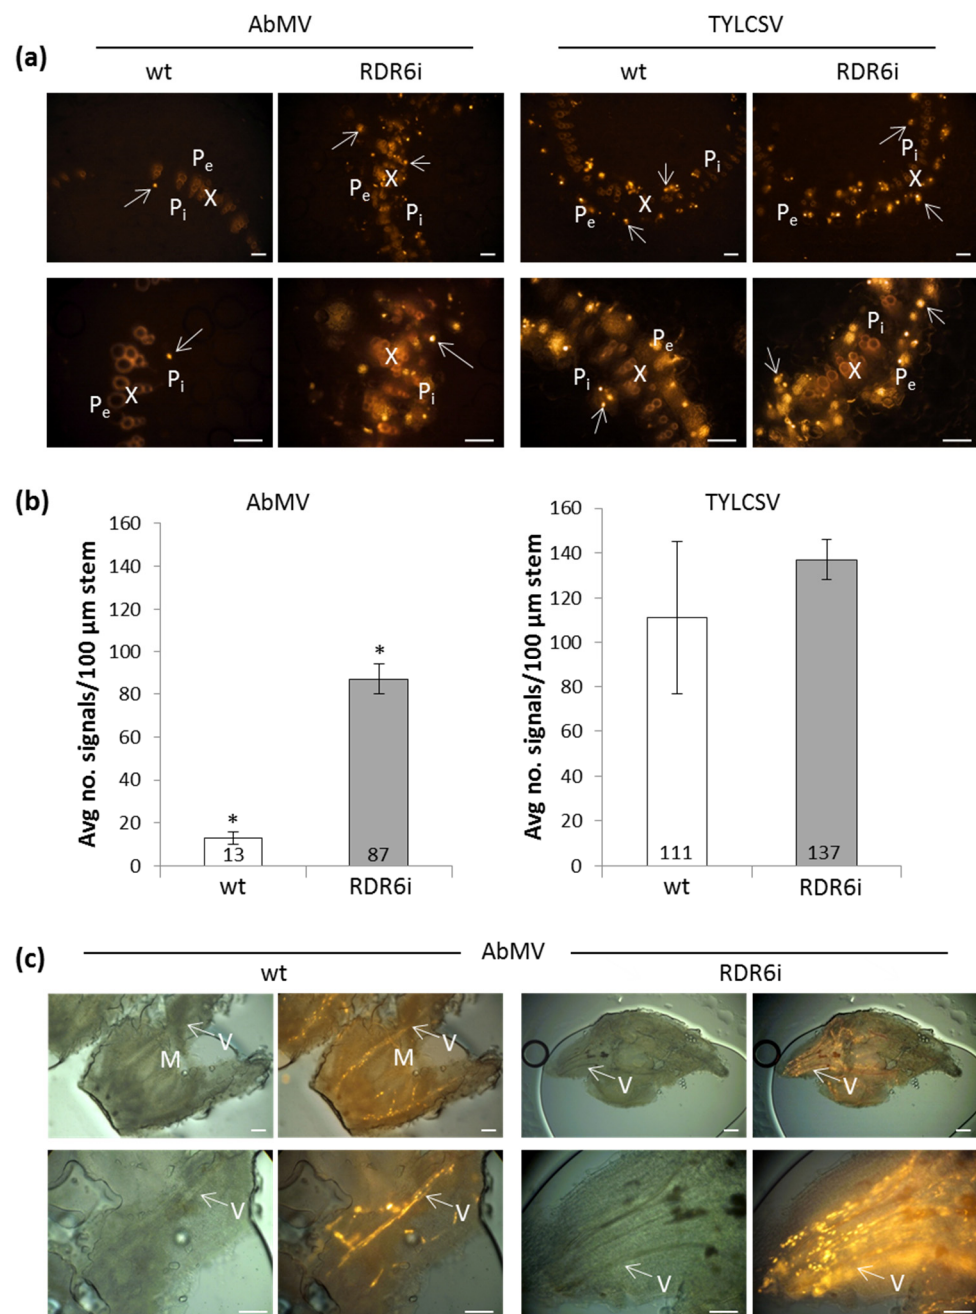 AbMV TYLCSV
(a)
wt RDR6i wt RDR6i
Pe X Pi
Pe X Pi
Pe X Pi
Pi X Pe
Pe X Pi
X Pi
Pi X Pe
Pi X Pe
(b)
AbMV
Avg no. signals/100 µm stem
160
140
120
100
80
60
40
20
0
*
*
13
87
wt RDR6i
TYLCSV
Avg no. signals/100 µm stem
160
140
120
100
80
60
40
20
0
111
137
wt RDR6i
(c)
AbMV
wt RDR6i
M V
M V
V
V
V
V
V
V